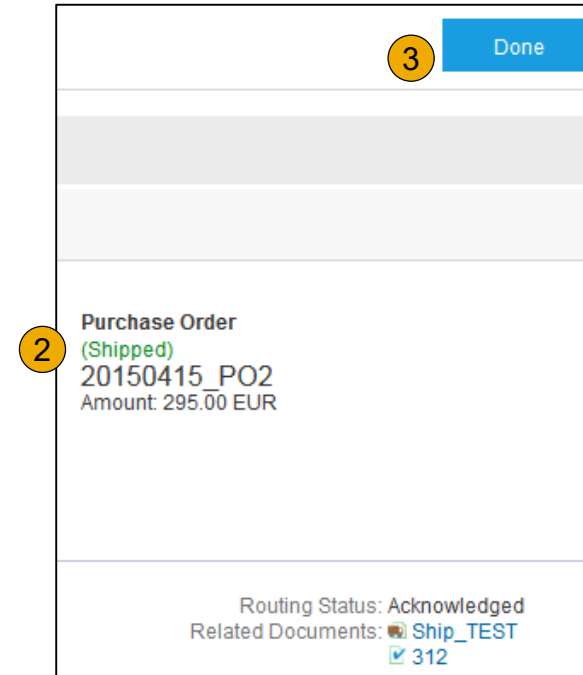 3
Done
Purchase Order
2
(Shipped)
20150415_PO2
Amount: 295.00 EUR
Routing Status: Acknowledged
Related Documents: Ship_TEST
312